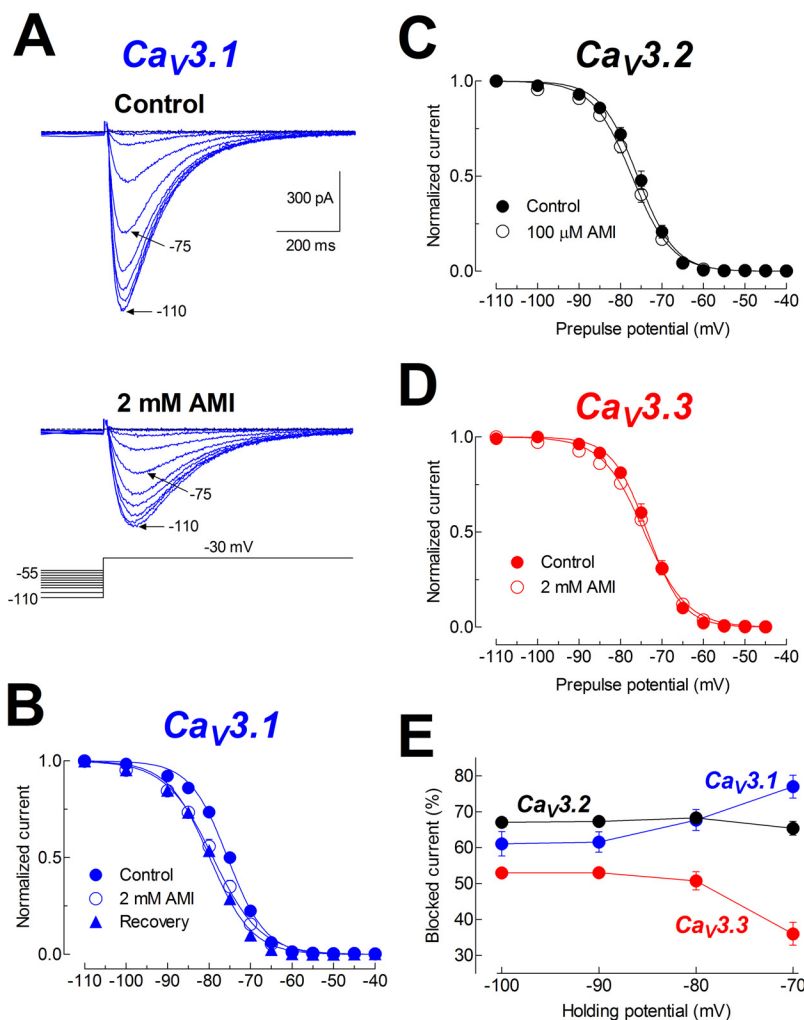 A
CaV3.1
Control
300 pA
200 ms
-75
-110
2 mM AMI
-75
-110
-30 mV
-55
-110
B
CaV3.1
Normalized current
1.0
0.5
0.0
Control
2 mM AMI
Recovery
-110 -100 -90 -80 -70 -60 -50 -40
C
CaV3.2
Normalized current
1.0
0.5
0.0
Control
100 μM AMI
-110 -100 -90 -80 -70 -60 -50 -40
Prepulse potential (mV)
D
CaV3.3
Normalized current
1.0
0.5
0.0
Control
2 mM AMI
-110 -100 -90 -80 -70 -60 -50 -40
Prepulse potential (mV)
E
Blocked current (%)
80
70
60
50
40
30
CaV3.1
CaV3.2
CaV3.3
-100 -90 -80 -70
Holding potential (mV)